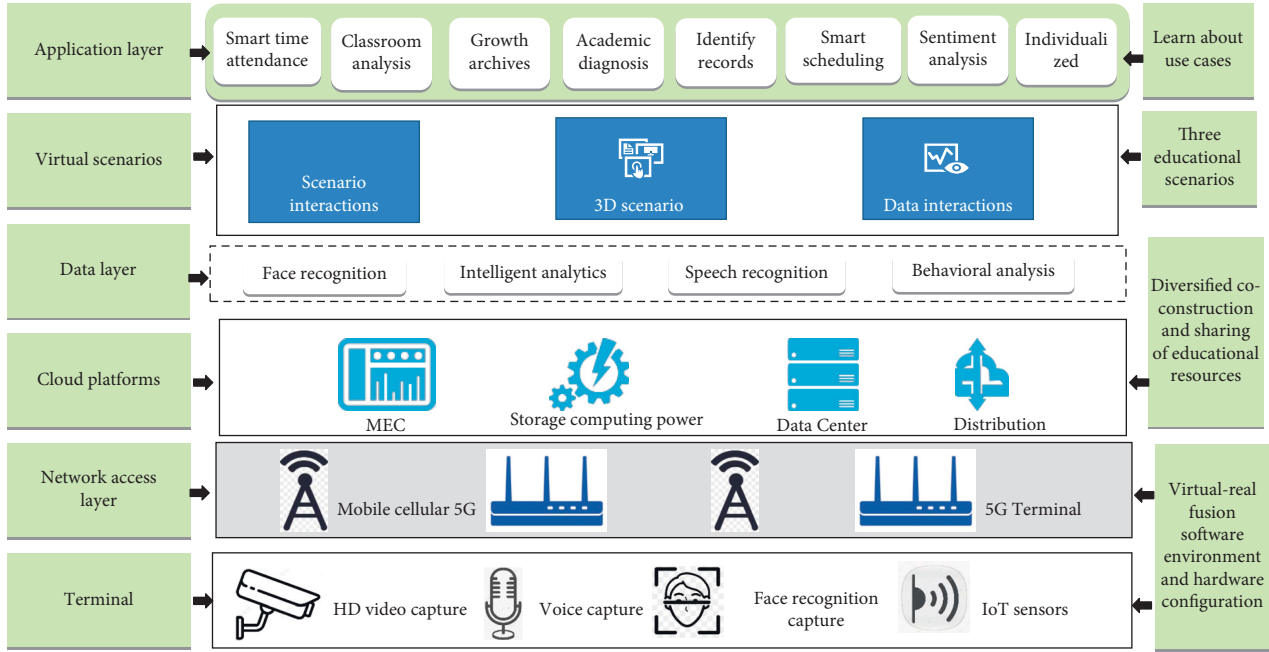 Application layer
Smart time
attendance
Classroom
analysis
Growth
archives
Academic
diagnosis
Identify
records
Smart
scheduling
Sentiment
analysis
Individuali
zed
Learn about
use cases
Virtual scenarios
Scenario
interactions
3D scenario
Data interactions
Three
educational
scenarios
Data layer
Face recognition
Intelligent analytics
Speech recognition
Behavioral analysis
Diversified co-
construction
and sharing
of educational
resources
Cloud platforms
MEC
Storage computing power
Data Center
Distribution
Network access
layer
Mobile cellular 5G
5G Terminal
Virtual-real
fusion
software
environment
and hardware
configuration
Terminal
HD video capture
Voice capture
Face recognition
capture
IoT sensors